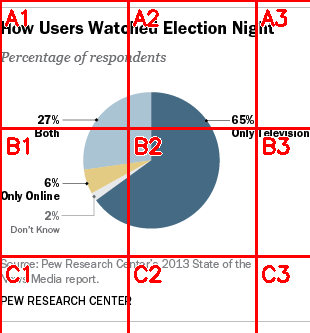 How Users Watched Election Night
Percentage of respondents
27%
Both
65%
Only Television
6%
Only Online
2%
Don't Know
Source: Pew Research Center's 2013 State of the
News Media report.
PEW RESEARCH CENTER
A1
A2
A3
B1
B2
B3
C1
C2
C3